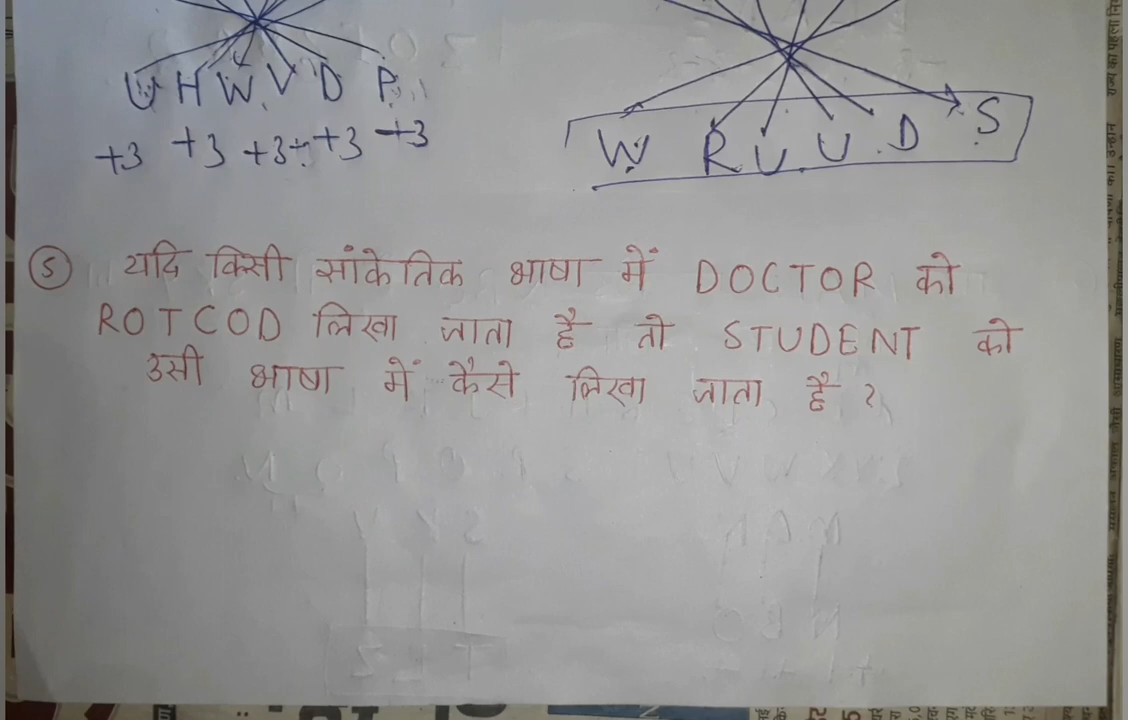 U H W V D P
+3 +3 +3 +3 +3
W R U U D S
(5) यदि किसी सांकेतिक भाषा में DOCTOR को
ROTCOD लिखा जाता है तो STUDENT को
उसी भाषा में कैसे लिखा जाता है ?